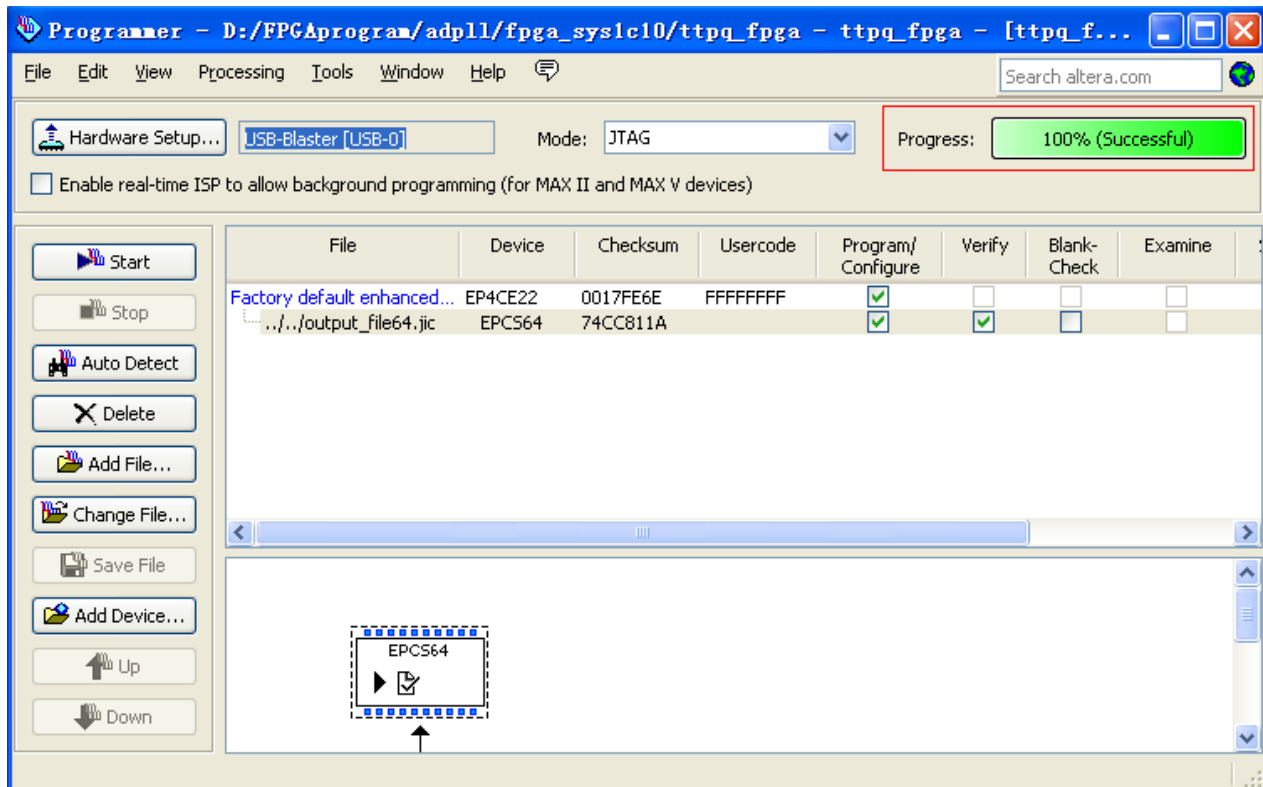 Programmer - D:/FPGAprogram/adpll/fpga_sys1c10/ttpq_fpga - ttpq_fpga - [ttpq_f...
File Edit View Processing Tools Window Help Search altera.com
Hardware Setup... USB-Blaster [USB-0] Mode: JTAG Progress: 100% (Successful)
Enable real-time ISP to allow background programming (for MAX II and MAX V devices)
Start
Stop
Auto Detect
Delete
Add File...
Change File...
Save File
Add Device...
Up
Down
File Device Checksum Usercode Program/ Verify Blank- Examine
Configure Check
Factory default enhanced... EP4CE22 0017FE6E FFFFFFFF
../../output_file64.jic EPCS64 74CC811A
EPCS64